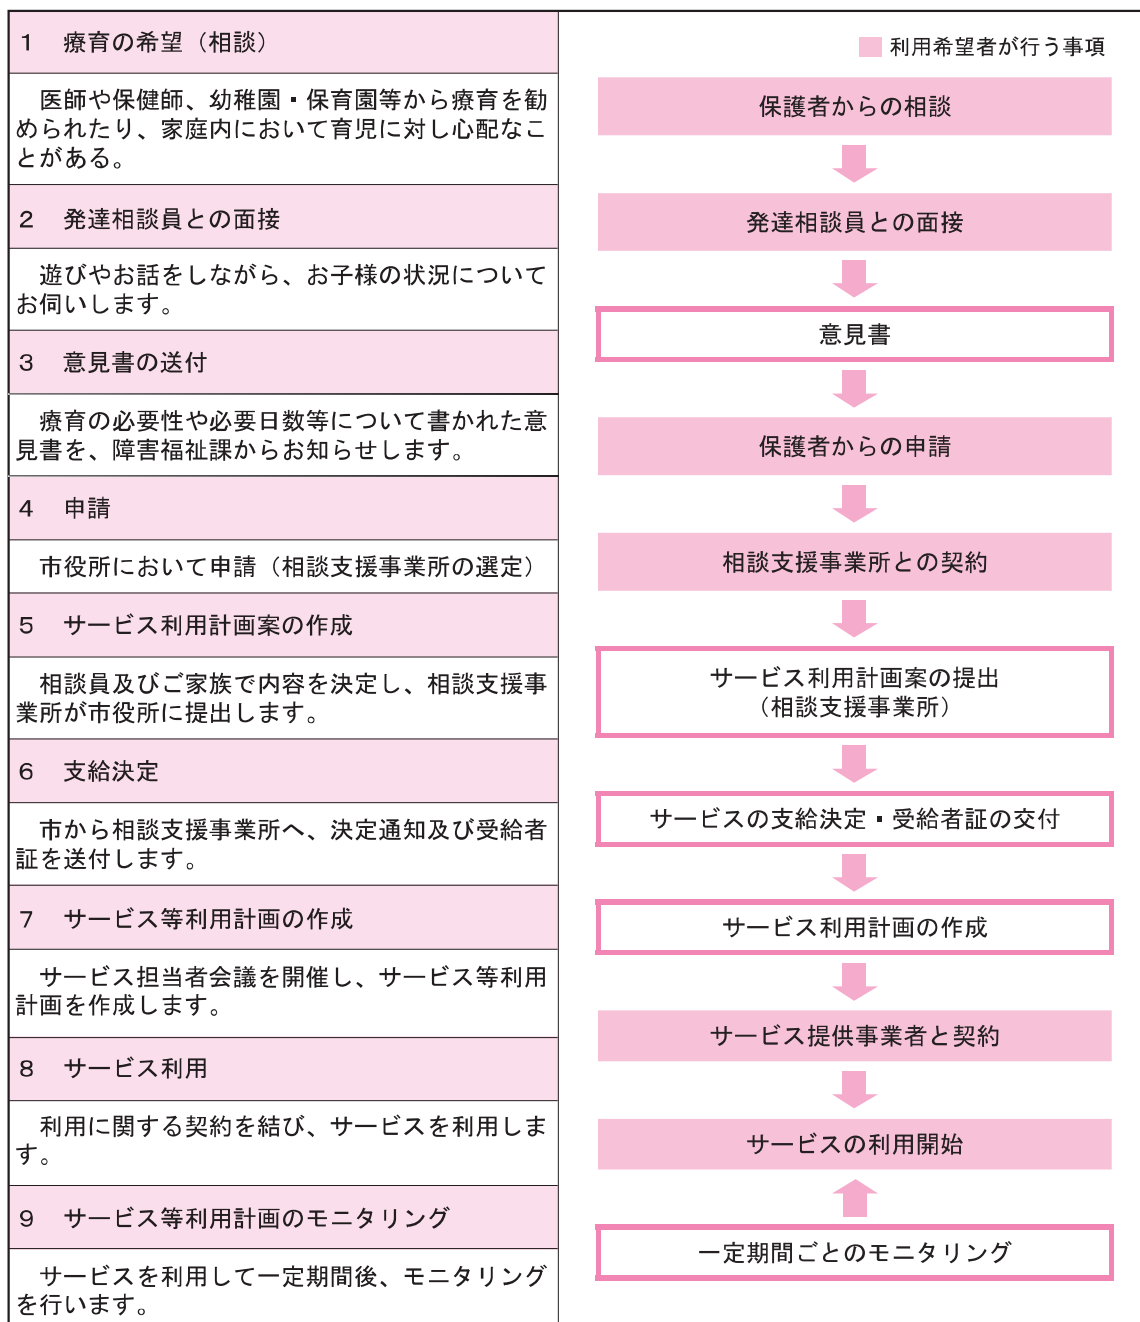 1 療育の希望（相談）
医師や保健師、幼稚園・保育園等から療育を勧
められたり、家庭内において育児に対し心配なこ
とがある。
2 発達相談員との面接
遊びやお話をしながら、お子様の状況について
お伺いします。
3 意見書の送付
療育の必要性や必要日数等について書かれた意
見書を、障害福祉課からお知らせします。
4 申請
市役所において申請（相談支援事業所の選定）
5 サービス利用計画案の作成
相談員及びご家族で内容を決定し、相談支援事
業所が市役所に提出します。
6 支給決定
市から相談支援事業所へ、決定通知及び受給者
証を送付します。
7 サービス等利用計画の作成
サービス担当者会議を開催し、サービス等利用
計画を作成します。
8 サービス利用
利用に関する契約を結び、サービスを利用しま
す。
9 サービス等利用計画のモニタリング
サービスを利用して一定期間後、モニタリング
を行います。
利用希望者が行う事項
保護者からの相談
発達相談員との面接
意見書
保護者からの申請
相談支援事業所との契約
サービス利用計画案の提出
（相談支援事業所）
サービスの支給決定・受給者証の交付
サービス利用計画の作成
サービス提供事業者と契約
サービスの利用開始
一定期間ごとのモニタリング